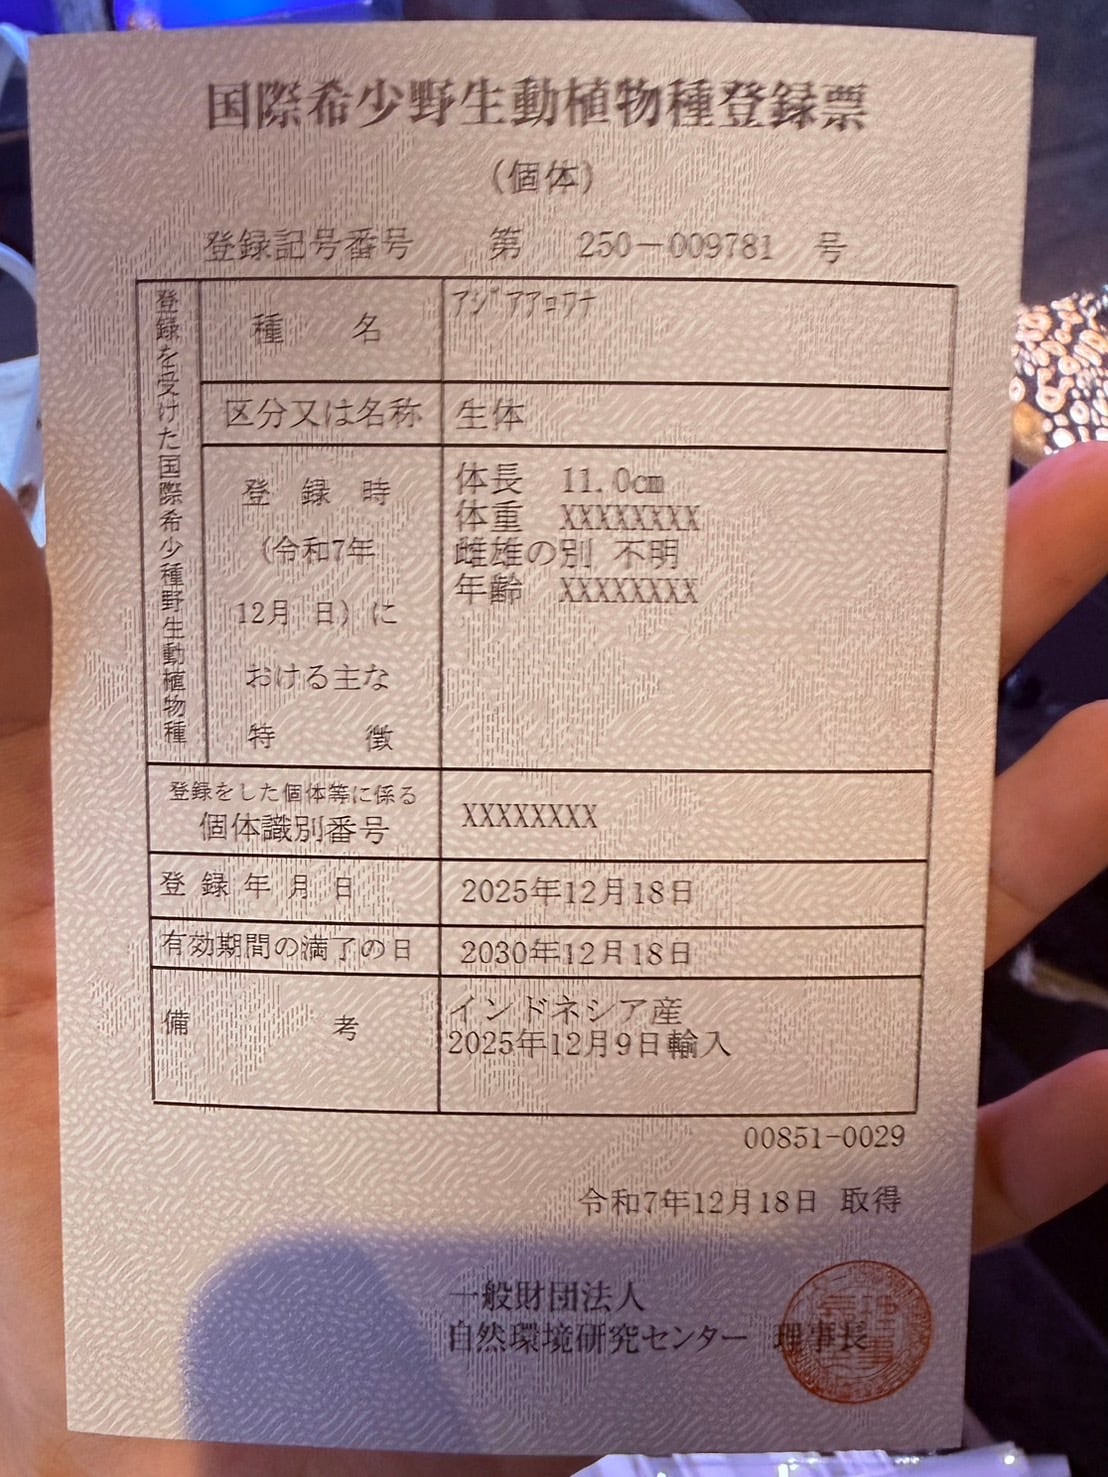 国際希少野生動植物種登録票
(個体)
登録記号番号 第 250－009781 号
登録を受けた国際希少種野生動植物種
種 名 ｱｼﾞｱｱﾛﾜﾅ
区分又は名称 生体
登録時
(令和7年
12月 日)に
おける主な
特 徴
体長 11.0cm
体重 XXXXXXXX
雌雄の別 不明
年齢 XXXXXXXX
登録をした個体等に係る
個体識別番号
XXXXXXXX
登録年月日 2025年12月18日
有効期間の満了の日 2030年12月18日
備 考
インドネシア産
2025年12月9日輸入
00851-0029
令和7年12月18日 取得
一般財団法人
自然環境研究センター 理事長